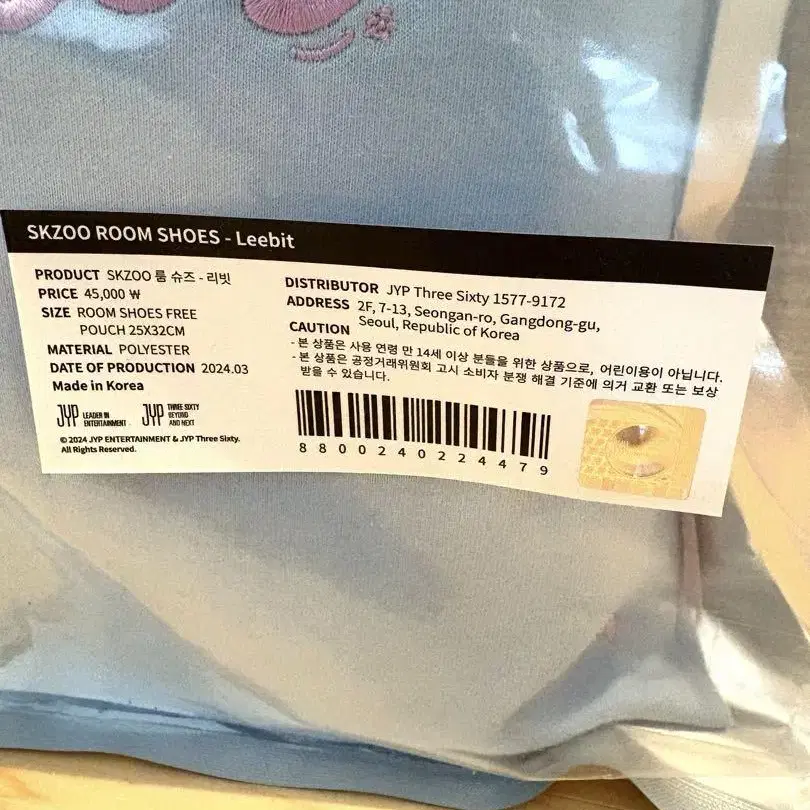 SKZOO ROOM SHOES - Leebit
PRODUCT SKZOO 룸 슈즈 - 리빗
PRICE 45,000 ₩
SIZE ROOM SHOES FREE
POUCH 25X32CM
MATERIAL POLYESTER
DATE OF PRODUCTION 2024.03
Made in Korea
JYP LEADER IN ENTERTAINMENT
JYP THREE SIXTY BEYOND AND NEXT
© 2024 JYP ENTERTAINMENT & JYP Three Sixty.
All Rights Reserved.
DISTRIBUTOR JYP Three Sixty 1577-9172
ADDRESS 2F, 7-13, Seongan-ro, Gangdong-gu,
Seoul, Republic of Korea
CAUTION
- 본 상품은 사용 연령 만 14세 이상 분들을 위한 상품으로, 어린이용이 아닙니다.
- 본 상품은 공정거래위원회 고시 소비자 분쟁 해결 기준에 의거 교환 또는 보상
받을 수 있습니다.
8800240224479